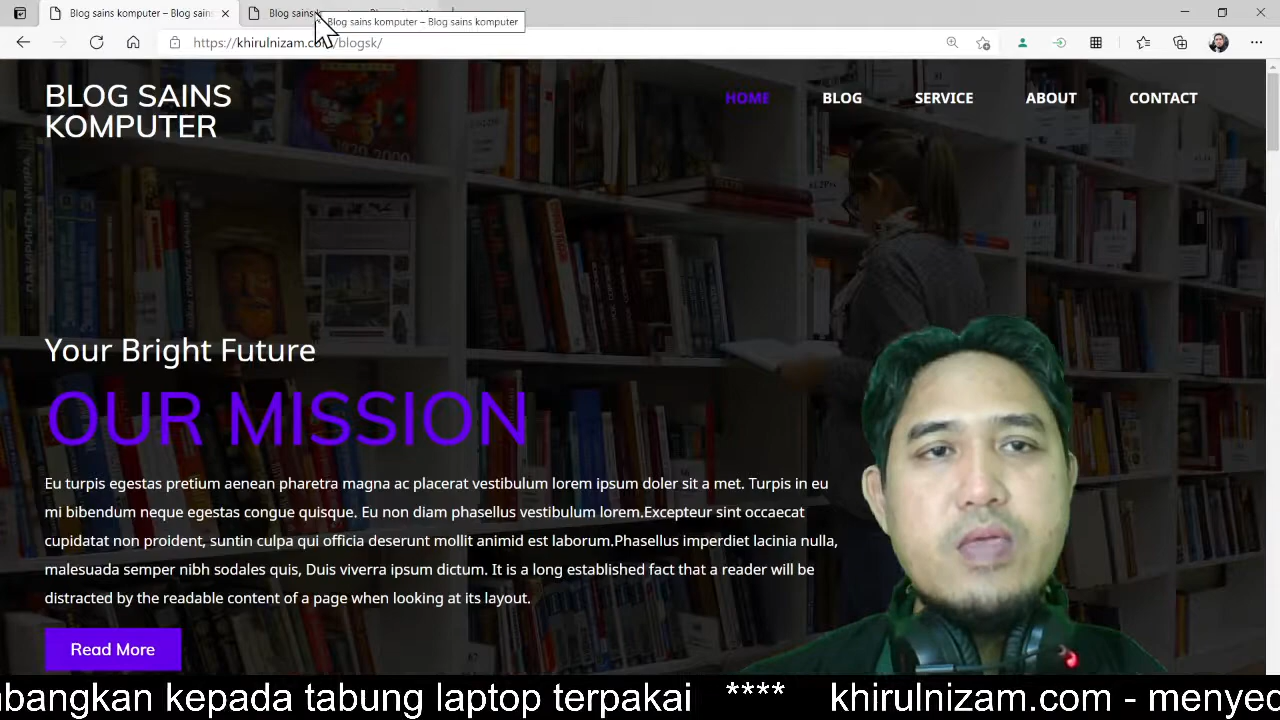 Blog sains komputer – Blog sains
Blog sains
Blog sains komputer – Blog sains komputer
https://khirulnizam.com/blogsk/
BLOG SAINS
KOMPUTER
HOME
BLOG
SERVICE
ABOUT
CONTACT
Your Bright Future
OUR MISSION
Eu turpis egestas pretium aenean pharetra magna ac placerat vestibulum lorem ipsum doler sit a met. Turpis in eu
mi bibendum neque egestas congue quisque. Eu non diam phasellus vestibulum lorem.Excepteur sint occaecat
cupidatat non proident, suntin culpa qui officia deserunt mollit animid est laborum.Phasellus imperdiet lacinia nulla,
malesuada semper nibh sodales quis, Duis viverra ipsum dictum. It is a long established fact that a reader will be
distracted by the readable content of a page when looking at its layout.
Read More
mbangkan kepada tabung laptop terpakai **** khirulnizam.com - menyed